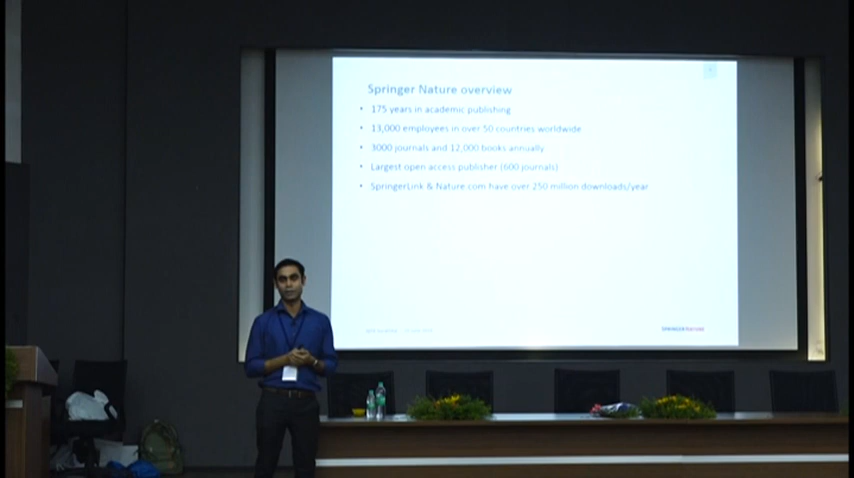 Springer Nature overview
• 175 years in academic publishing
• 13,000 employees in over 50 countries worldwide
• 3000 journals and 12,000 books annually
• Largest open access publisher (600 journals)
• SpringerLink & Nature.com have over 250 million downloads/year
SPRINGER NATURE